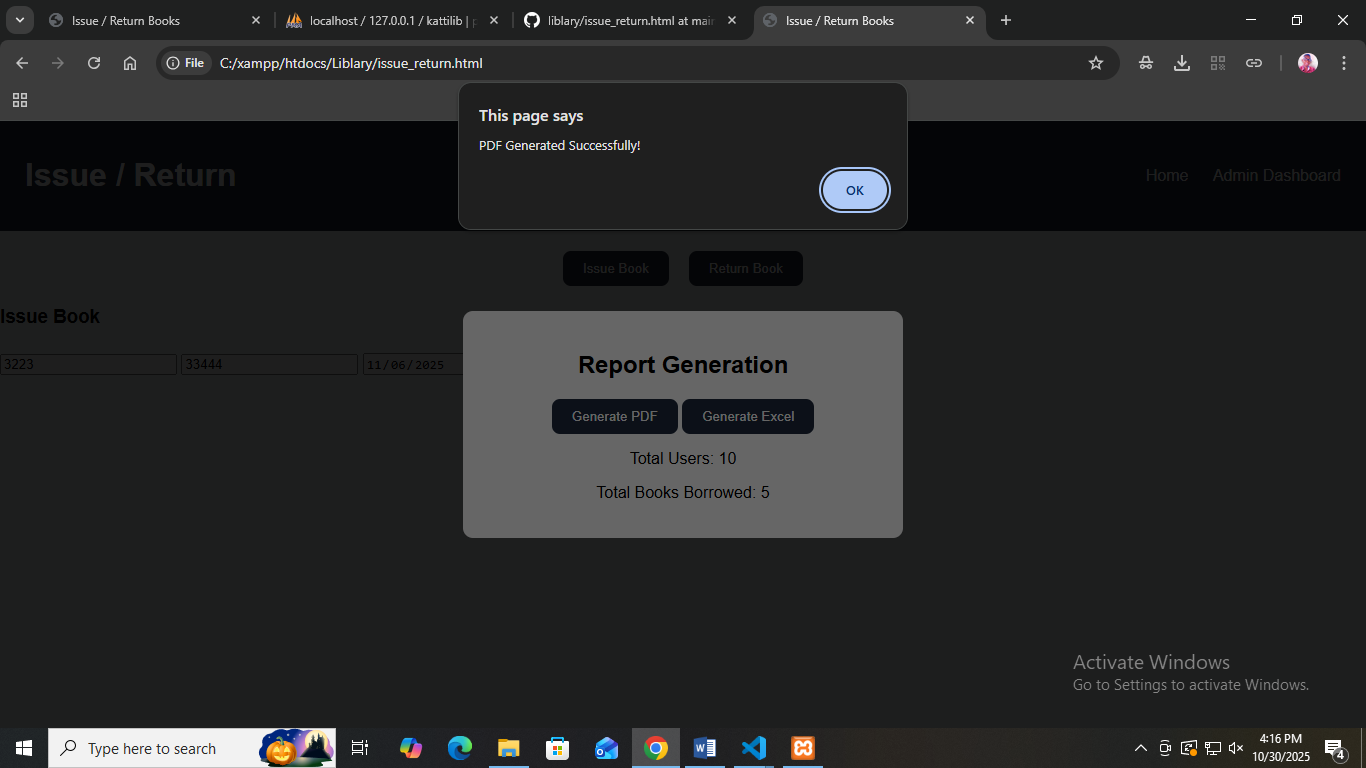 Issue / Return Books
localhost / 127.0.0.1 / kattilib | p
liblary/issue_return.html at mair
Issue / Return Books
File C:/xampp/htdocs/Liblary/issue_return.html
This page says
PDF Generated Successfully!
OK
Issue / Return
Home Admin Dashboard
Issue Book Return Book
Issue Book
3223 33444 11/06/2025
Report Generation
Generate PDF Generate Excel
Total Users: 10
Total Books Borrowed: 5
Activate Windows
Go to Settings to activate Windows.
Type here to search
4:16 PM
10/30/2025
4